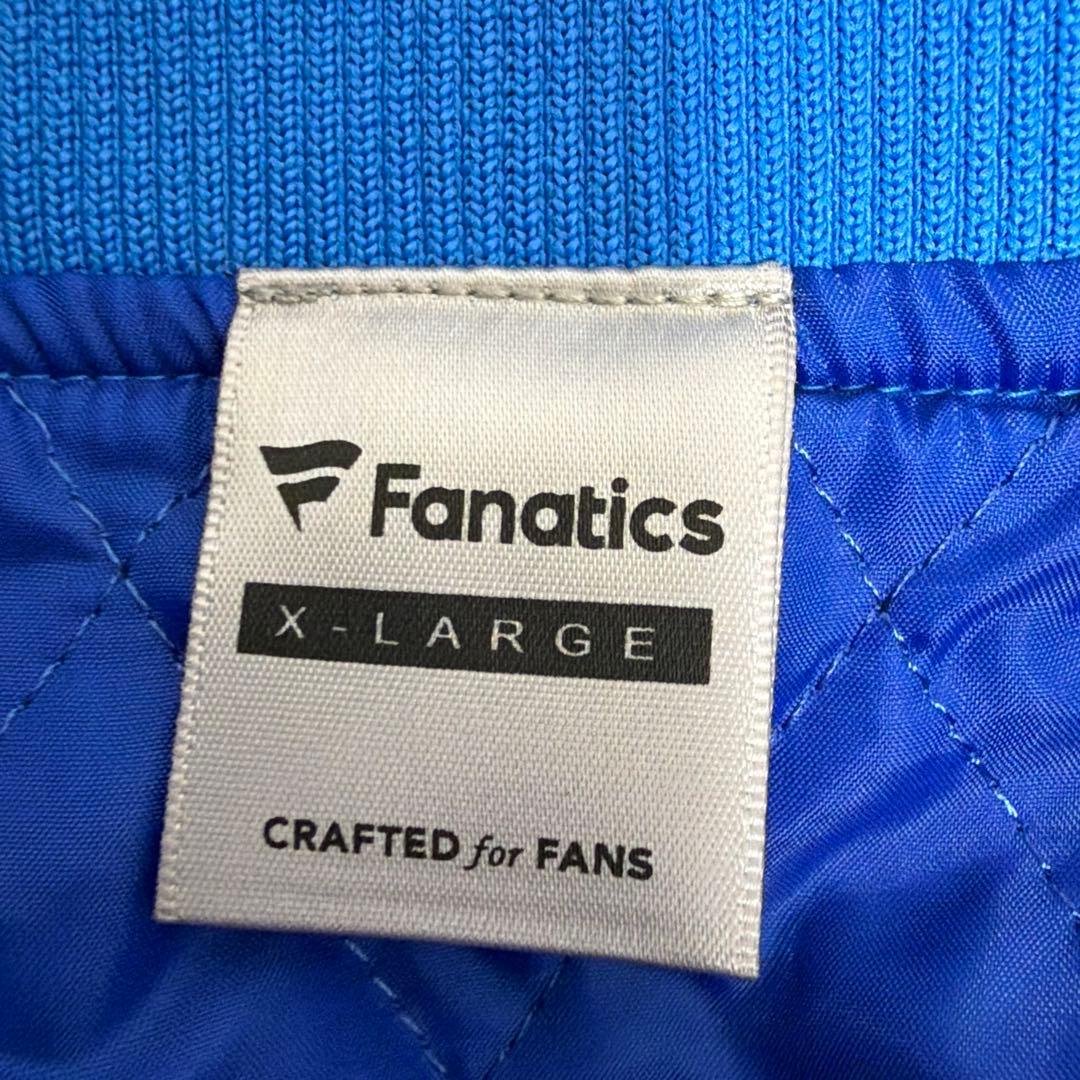 Fanatics
X-LARGE
CRAFTED for FANS